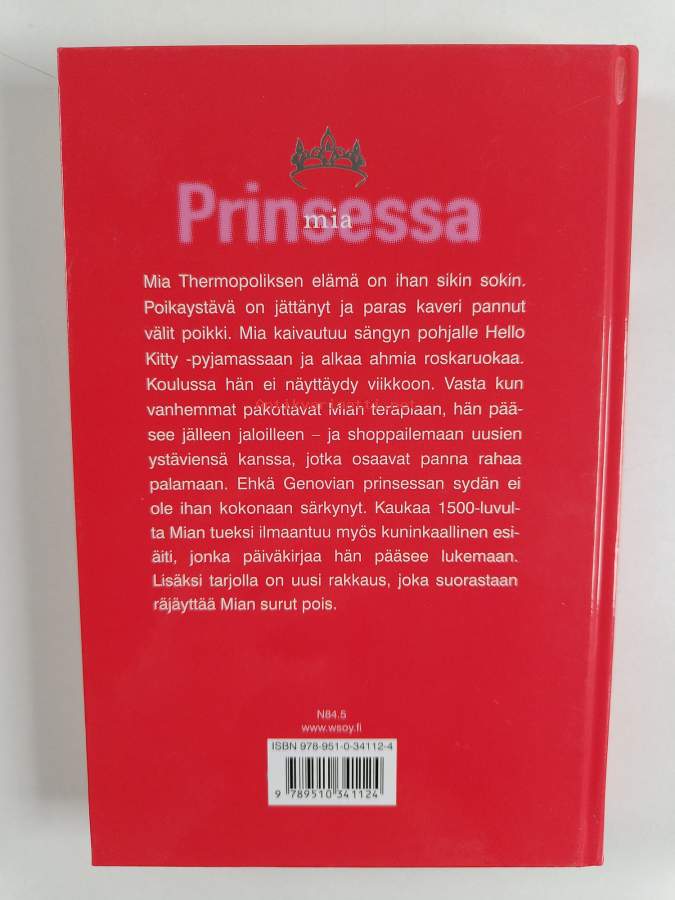 Prinsessa
mia
Mia Thermopoliksen elämä on ihan sikin sokin.
Poikaystävä on jättänyt ja paras kaveri pannut
välit poikki. Mia kaivautuu sängyn pohjalle Hello
Kitty -pyjamassaan ja alkaa ahmia roskaruokaa.
Koulussa hän ei näyttäydy viikkoon. Vasta kun
Antikvariaatti.net
vanhemmat pakottavat Mian terapiaan, hän pää-
see jälleen jaloilleen – ja shoppailemaan uusien
ystäviensä kanssa, jotka osaavat panna rahaa
palamaan. Ehkä Genovian prinsessan sydän ei
ole ihan kokonaan särkynyt. Kaukaa 1500-luvul-
ta Mian tueksi ilmaantuu myös kuninkaallinen esi-
äiti, jonka päiväkirjaa hän pääsee lukemaan.
Lisäksi tarjolla on uusi rakkaus, joka suorastaan
räjäyttää Mian surut pois.
N84.5
www.wsoy.fi
ISBN 978-951-0-34112-4
9 789510 341124